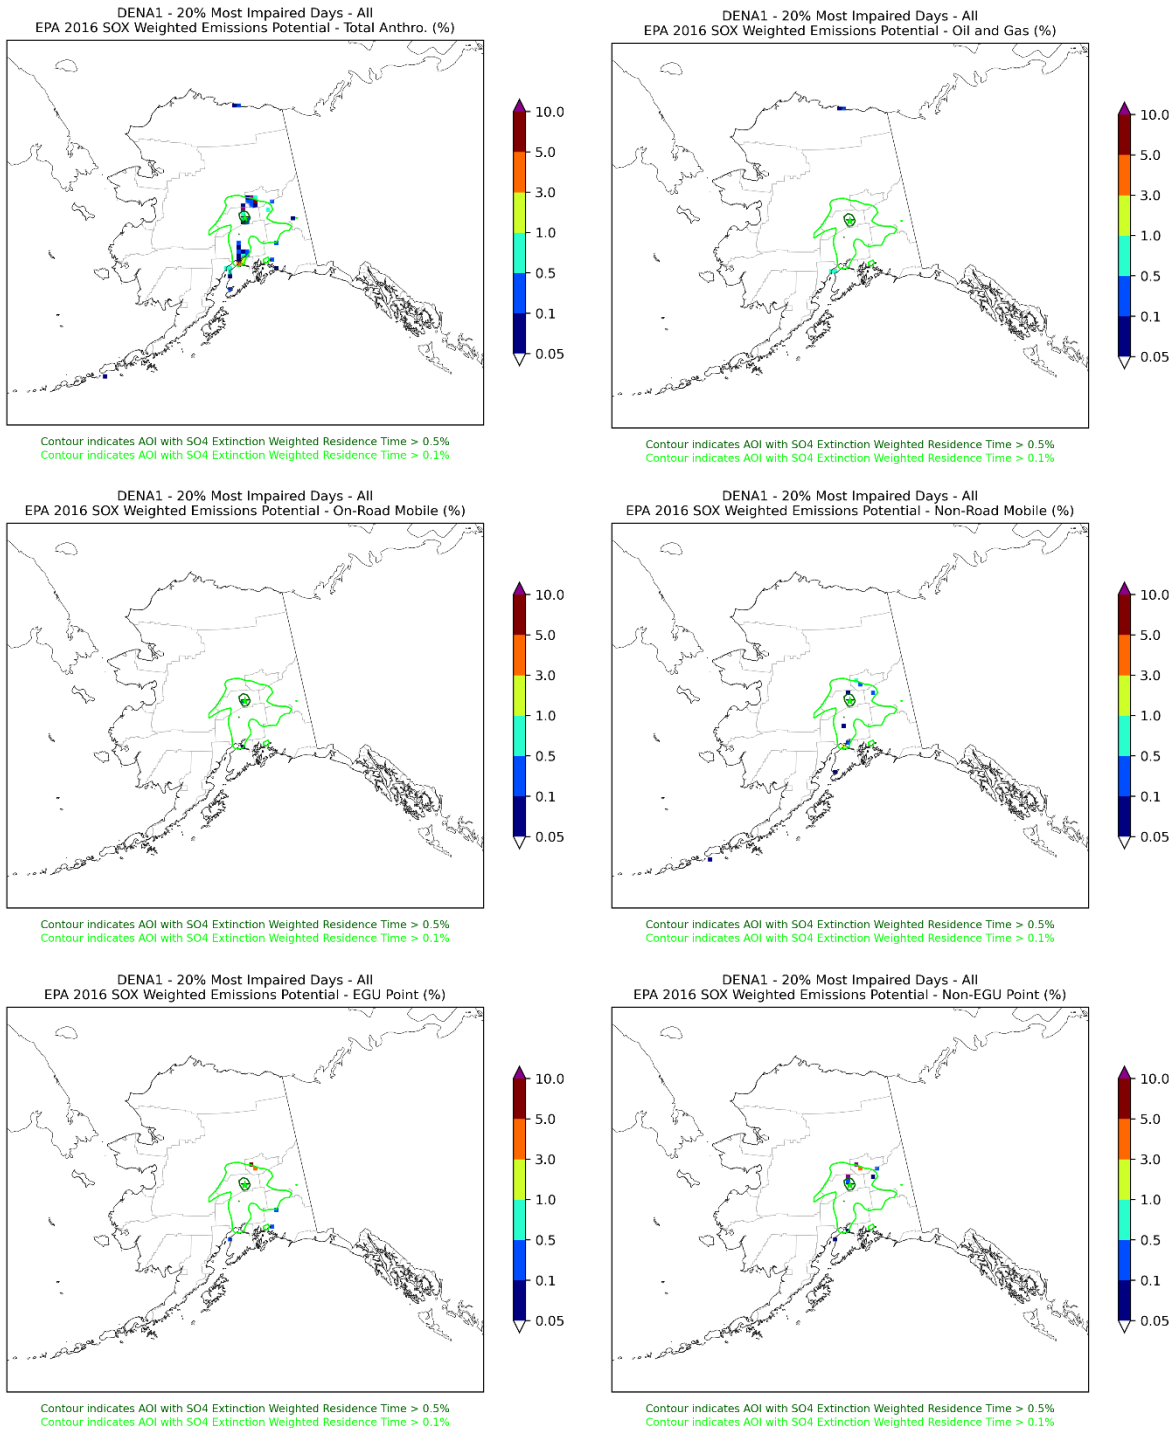 DENA1 - 20% Most Impaired Days - All
EPA 2016 SOX Weighted Emissions Potential - Total Anthro. (%)
10.0
5.0
3.0
1.0
0.5
0.1
0.05
Contour indicates AOI with SO4 Extinction Weighted Residence Time > 0.5%
Contour indicates AOI with SO4 Extinction Weighted Residence Time > 0.1%
DENA1 - 20% Most Impaired Days - All
EPA 2016 SOX Weighted Emissions Potential - Oil and Gas (%)
10.0
5.0
3.0
1.0
0.5
0.1
0.05
Contour indicates AOI with SO4 Extinction Weighted Residence Time > 0.5%
Contour indicates AOI with SO4 Extinction Weighted Residence Time > 0.1%
DENA1 - 20% Most Impaired Days - All
EPA 2016 SOX Weighted Emissions Potential - On-Road Mobile (%)
10.0
5.0
3.0
1.0
0.5
0.1
0.05
Contour indicates AOI with SO4 Extinction Weighted Residence Time > 0.5%
Contour indicates AOI with SO4 Extinction Weighted Residence Time > 0.1%
DENA1 - 20% Most Impaired Days - All
EPA 2016 SOX Weighted Emissions Potential - Non-Road Mobile (%)
10.0
5.0
3.0
1.0
0.5
0.1
0.05
Contour indicates AOI with SO4 Extinction Weighted Residence Time > 0.5%
Contour indicates AOI with SO4 Extinction Weighted Residence Time > 0.1%
DENA1 - 20% Most Impaired Days - All
EPA 2016 SOX Weighted Emissions Potential - EGU Point (%)
10.0
5.0
3.0
1.0
0.5
0.1
0.05
Contour indicates AOI with SO4 Extinction Weighted Residence Time > 0.5%
Contour indicates AOI with SO4 Extinction Weighted Residence Time > 0.1%
DENA1 - 20% Most Impaired Days - All
EPA 2016 SOX Weighted Emissions Potential - Non-EGU Point (%)
10.0
5.0
3.0
1.0
0.5
0.1
0.05
Contour indicates AOI with SO4 Extinction Weighted Residence Time > 0.5%
Contour indicates AOI with SO4 Extinction Weighted Residence Time > 0.1%